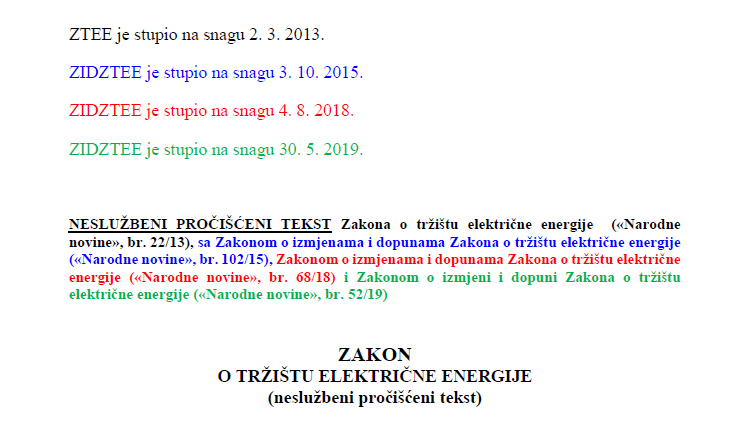 ZTEE je stupio na snagu 2. 3. 2013.
ZIDZTEE je stupio na snagu 3. 10. 2015.
ZIDZTEE je stupio na snagu 4. 8. 2018.
ZIDZTEE je stupio na snagu 30. 5. 2019.
NESLUŽBENI PROČIŠĆENI TEKST Zakona o tržištu električne energije («Narodne
novine», br. 22/13), sa Zakonom o izmjenama i dopunama Zakona o tržištu električne energije
(«Narodne novine», br. 102/15), Zakonom o izmjenama i dopunama Zakona o tržištu električne
energije («Narodne novine», br. 68/18) i Zakonom o izmjeni i dopuni Zakona o tržištu
električne energije («Narodne novine», br. 52/19)
ZAKON
O TRŽIŠTU ELEKTRIČNE ENERGIJE
(neslužbeni pročišćeni tekst)